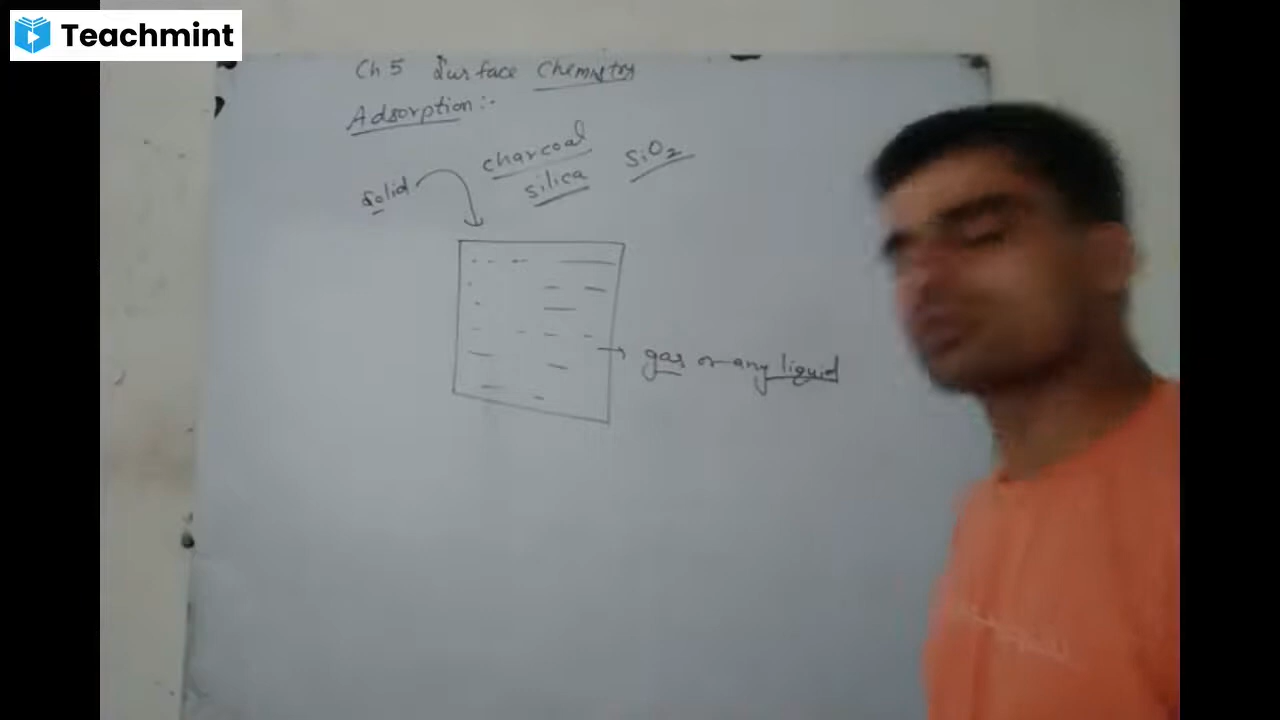 Teachmint
Ch 5 Surface Chemistry
Adsorption:-
charcoal
SiO2
solid
silica
gas or any liquid